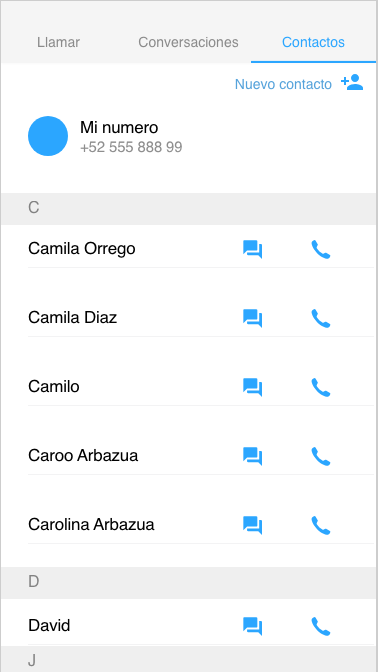 Llamar Conversaciones Contactos
Nuevo contacto
Mi numero
+52 555 888 99
C
Camila Orrego
Camila Diaz
Camilo
Caroo Arbazua
Carolina Arbazua
D
David
J